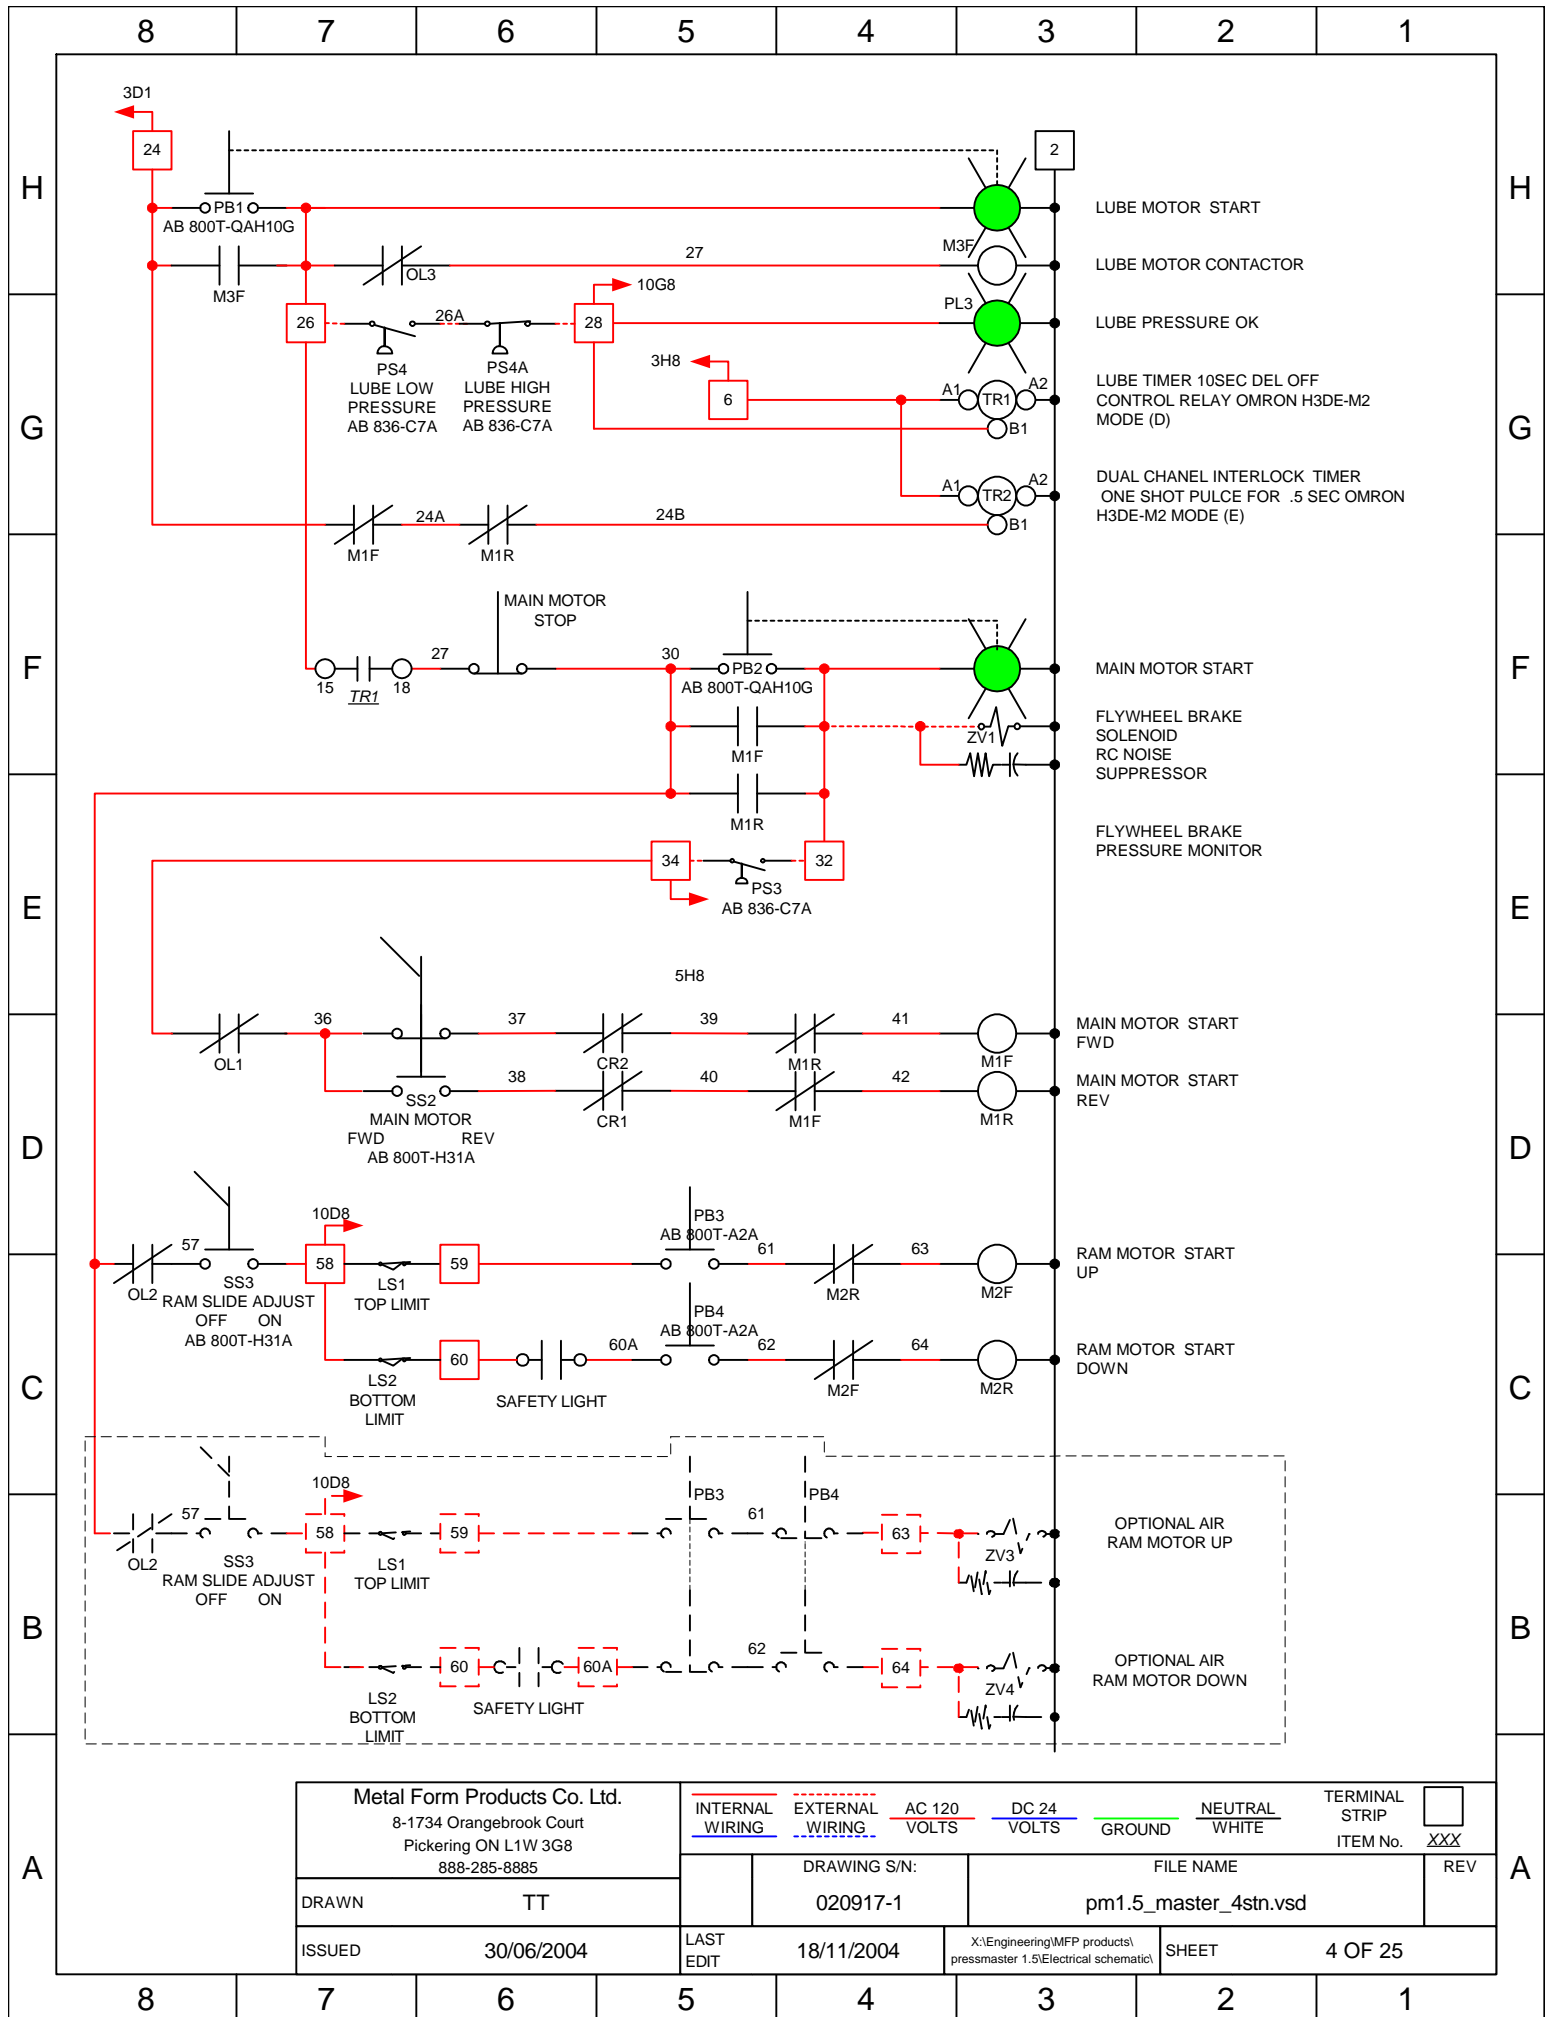 8 7 6 5 4 3 2 1
3D1
24
2
H H
PB1
AB 800T-QAH10G
LUBE MOTOR  START
M3F
OL3
27
M3F
LUBE MOTOR CONTACTOR
10G8
26
26A
28
PL3
LUBE PRESSURE OK
PS4
LUBE LOW
PRESSURE
AB 836-C7A
PS4A
LUBE HIGH
PRESSURE
AB 836-C7A
3H8
6
A1
TR1
A2
B1
LUBE TIMER 10SEC DEL OFF
CONTROL RELAY OMRON H3DE-M2
MODE (D)
G G
A1
TR2
A2
B1
DUAL CHANEL INTERLOCK  TIMER
ONE SHOT PULCE FOR  .5 SEC OMRON
H3DE-M2 MODE (E)
24A
24B
M1F
M1R
MAIN MOTOR
STOP
F F
15
TR1
18
27
30
PB2
AB 800T-QAH10G
MAIN MOTOR START
M1F
ZV1
FLYWHEEL BRAKE
SOLENOID
RC NOISE
SUPPRESSOR
M1R
FLYWHEEL BRAKE
PRESSURE MONITOR
34
32
PS3
AB 836-C7A
E E
5H8
OL1
36
37
CR2
39
M1R
41
M1F
MAIN MOTOR  START
FWD
SS2
38
CR1
40
M1F
42
M1R
MAIN MOTOR  START
REV
MAIN MOTOR
FWD REV
AB 800T-H31A
D D
10D8
PB3
AB 800T-A2A
OL2
57
SS3
RAM SLIDE ADJUST
OFF ON
AB 800T-H31A
58
LS1
TOP LIMIT
59
61
M2R
63
M2F
RAM MOTOR  START
UP
PB4
AB 800T-A2A
LS2
BOTTOM
LIMIT
60
SAFETY LIGHT
60A
62
M2F
64
M2R
RAM MOTOR  START
DOWN
C C
10D8
PB3
PB4
OL2
57
SS3
RAM SLIDE ADJUST
OFF ON
58
LS1
TOP LIMIT
59
61
63
ZV3
OPTIONAL AIR
RAM MOTOR UP
B B
LS2
BOTTOM
LIMIT
60
SAFETY LIGHT
60A
62
64
ZV4
OPTIONAL AIR
RAM MOTOR DOWN
Metal Form Products Co. Ltd.
8-1734 Orangebrook Court
Pickering ON L1W 3G8
888-285-8885
INTERNAL
WIRING
EXTERNAL
WIRING
AC 120
VOLTS
DC 24
VOLTS
GROUND
NEUTRAL
WHITE
TERMINAL
STRIP
ITEM No. XXX
A A
DRAWN TT
DRAWING S/N:
020917-1
FILE NAME
pm1.5_master_4stn.vsd
REV
ISSUED 30/06/2004
LAST
EDIT
18/11/2004
X:\Engineering\MFP products\
pressmaster 1.5\Electrical schematic\
SHEET 4 OF 25
8 7 6 5 4 3 2 1